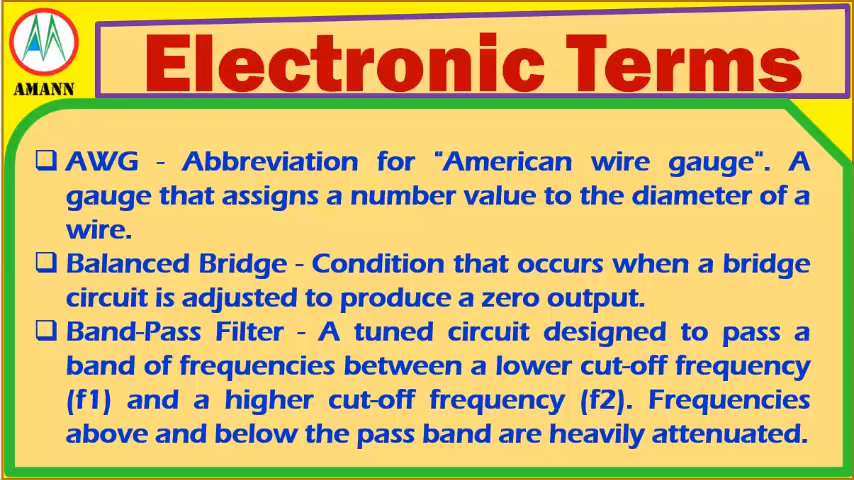 AMANN
Electronic Terms
❑ AWG - Abbreviation for "American wire gauge". A
gauge that assigns a number value to the diameter of a
wire.
❑ Balanced Bridge - Condition that occurs when a bridge
circuit is adjusted to produce a zero output.
❑ Band-Pass Filter - A tuned circuit designed to pass a
band of frequencies between a lower cut-off frequency
(f1) and a higher cut-off frequency (f2). Frequencies
above and below the pass band are heavily attenuated.